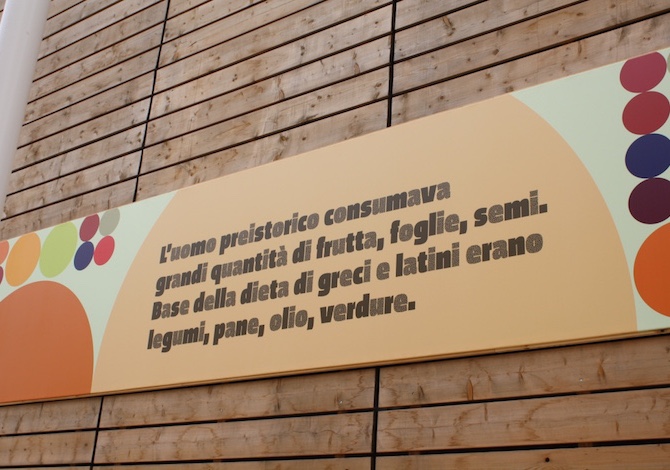 L'uomo preistorico consumava
grandi quantità di frutta, foglie, semi.
Base della dieta di greci e latini erano
legumi, pane, olio, verdure.